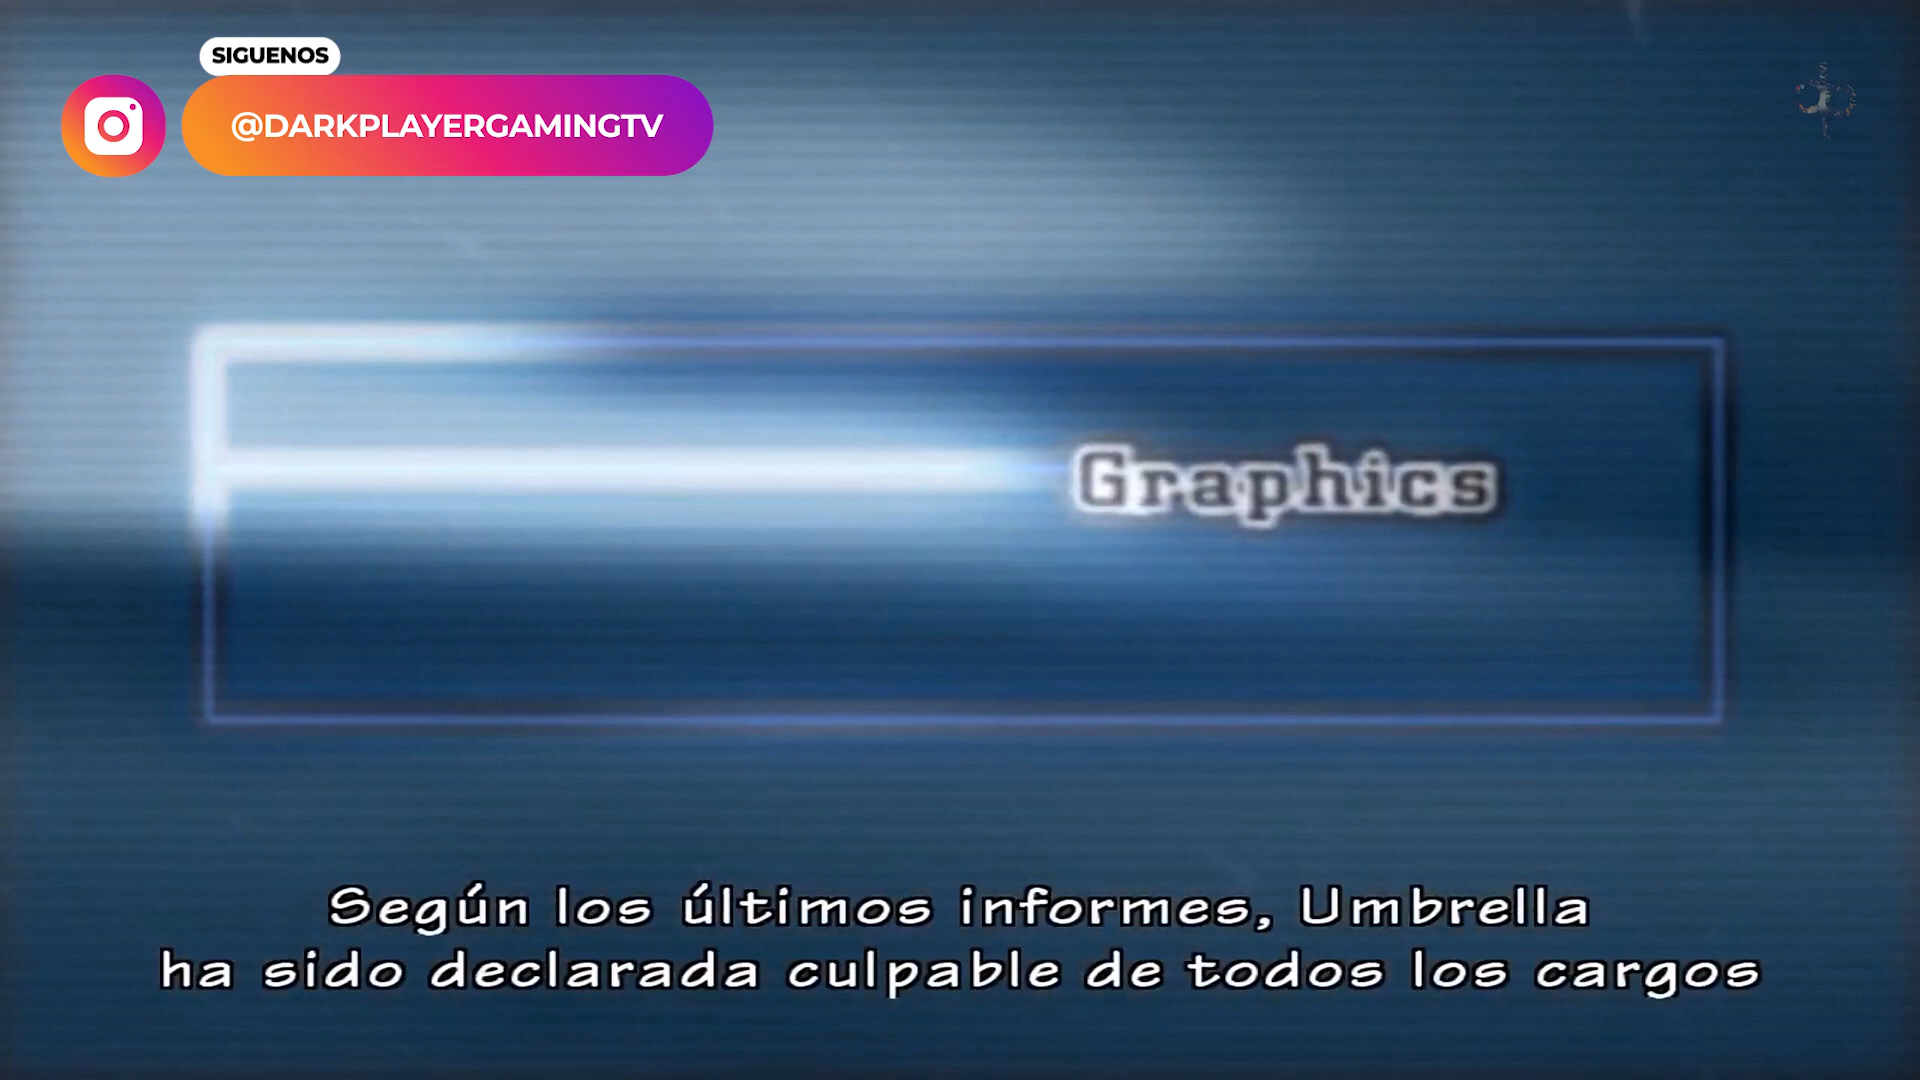 SIGUENOS
@DARKPLAYERGAMINGTV
Graphics
Según los últimos informes, Umbrella
ha sido declarada culpable de todos los cargos